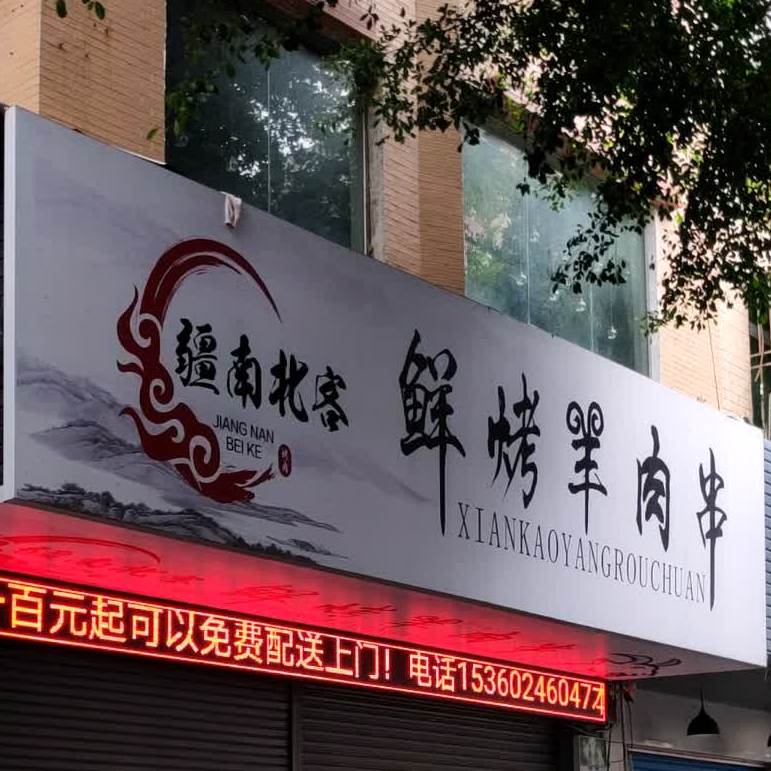 疆南北客
JIANG NAN
BEI KE
鲜烤羊肉串
XIANKAOYANGROUCHUAN
百元起可以免费配送上门！电话15360246047